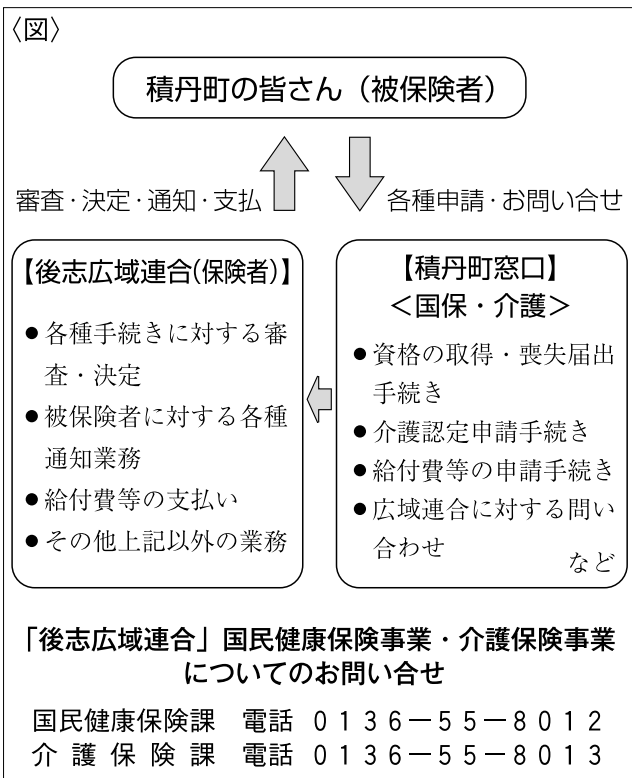 〈図〉
積丹町の皆さん（被保険者）
審査・決定・通知・支払
各種申請・お問い合せ
【後志広域連合(保険者)】
●各種手続きに対する審
査・決定
●被保険者に対する各種
通知業務
●給付費等の支払い
●その他上記以外の業務
【積丹町窓口】
＜国保・介護＞
●資格の取得・喪失届出
手続き
●介護認定申請手続き
●給付費等の申請手続き
●広域連合に対する問い
合わせ
など
「後志広域連合」国民健康保険事業・介護保険事業
についてのお問い合せ
国民健康保険課　電話　０１３６－５５－８０１２
介護保険課　電話　０１３６－５５－８０１３